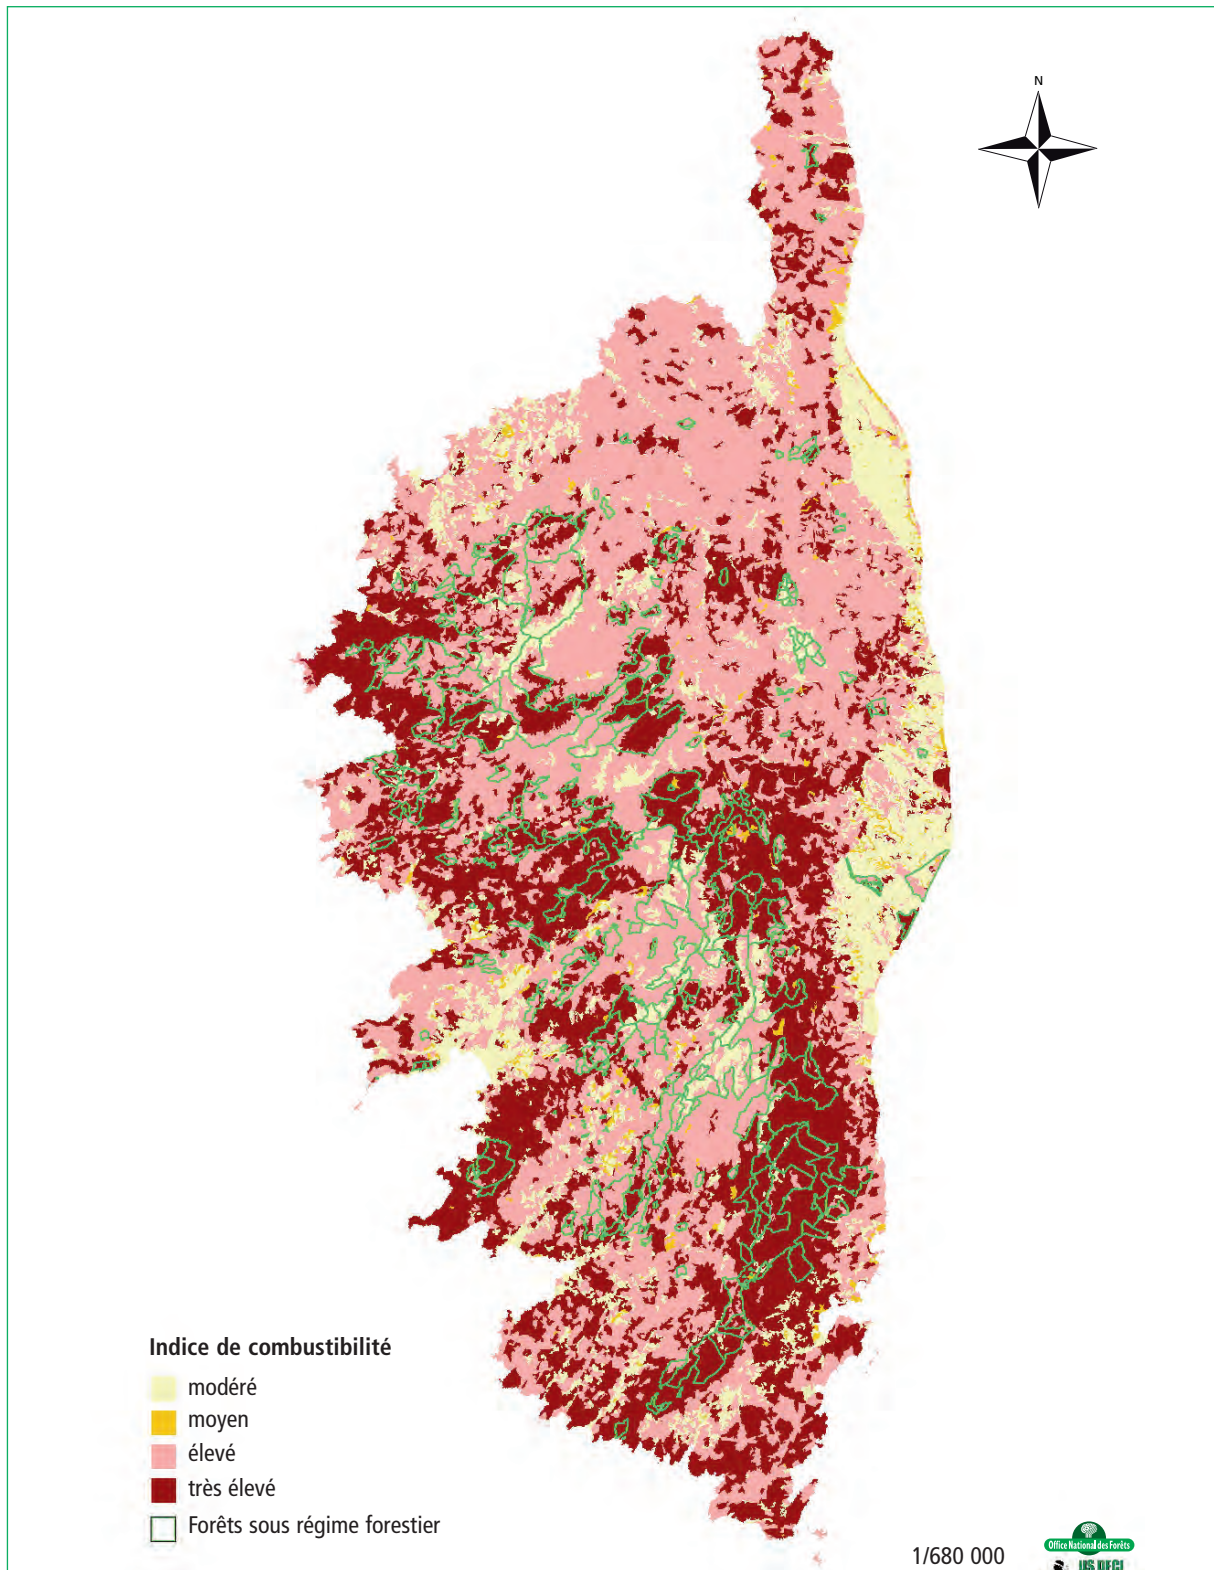 N
Indice de combustibilité
modéré
moyen
élevé
très élevé
Forêts sous régime forestier
1/680 000
Office National des Forêts